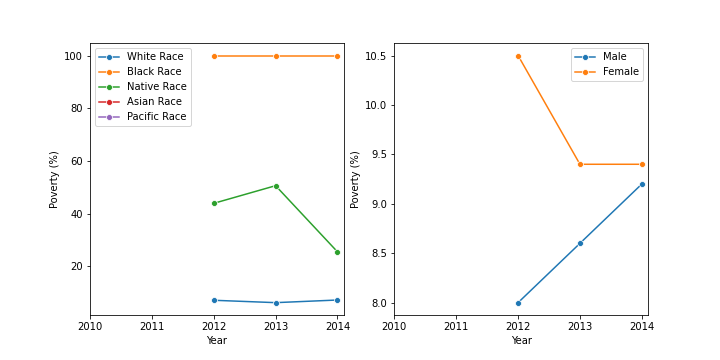 100
80
60
40
20
Poverty (%)
White Race
Black Race
Native Race
Asian Race
Pacific Race
2010 2011 2012 2013 2014
Year
10.5
10.0
9.5
9.0
8.5
8.0
Poverty (%)
Male
Female
2010 2011 2012 2013 2014
Year